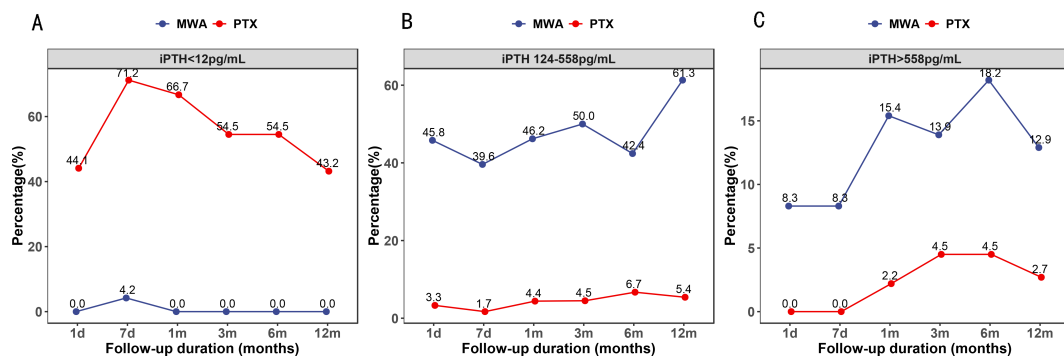 A
MWA PTX
iPTH<12pg/mL
Percentage(%)
60
40
20
0
44.1
71.2
66.7
54.5
54.5
43.2
0.0
4.2
0.0
0.0
0.0
0.0
1d 7d 1m 3m 6m 12m
Follow-up duration (months)
B
MWA PTX
iPTH 124-558pg/mL
Percentage(%)
60
40
20
0
45.8
39.6
46.2
50.0
42.4
61.3
3.3
1.7
4.4
4.5
6.7
5.4
1d 7d 1m 3m 6m 12m
Follow-up duration (months)
C
MWA PTX
iPTH>558pg/mL
Percentage(%)
15
10
5
0
8.3
8.3
15.4
13.9
18.2
12.9
0.0
0.0
2.2
4.5
4.5
2.7
1d 7d 1m 3m 6m 12m
Follow-up duration (months)